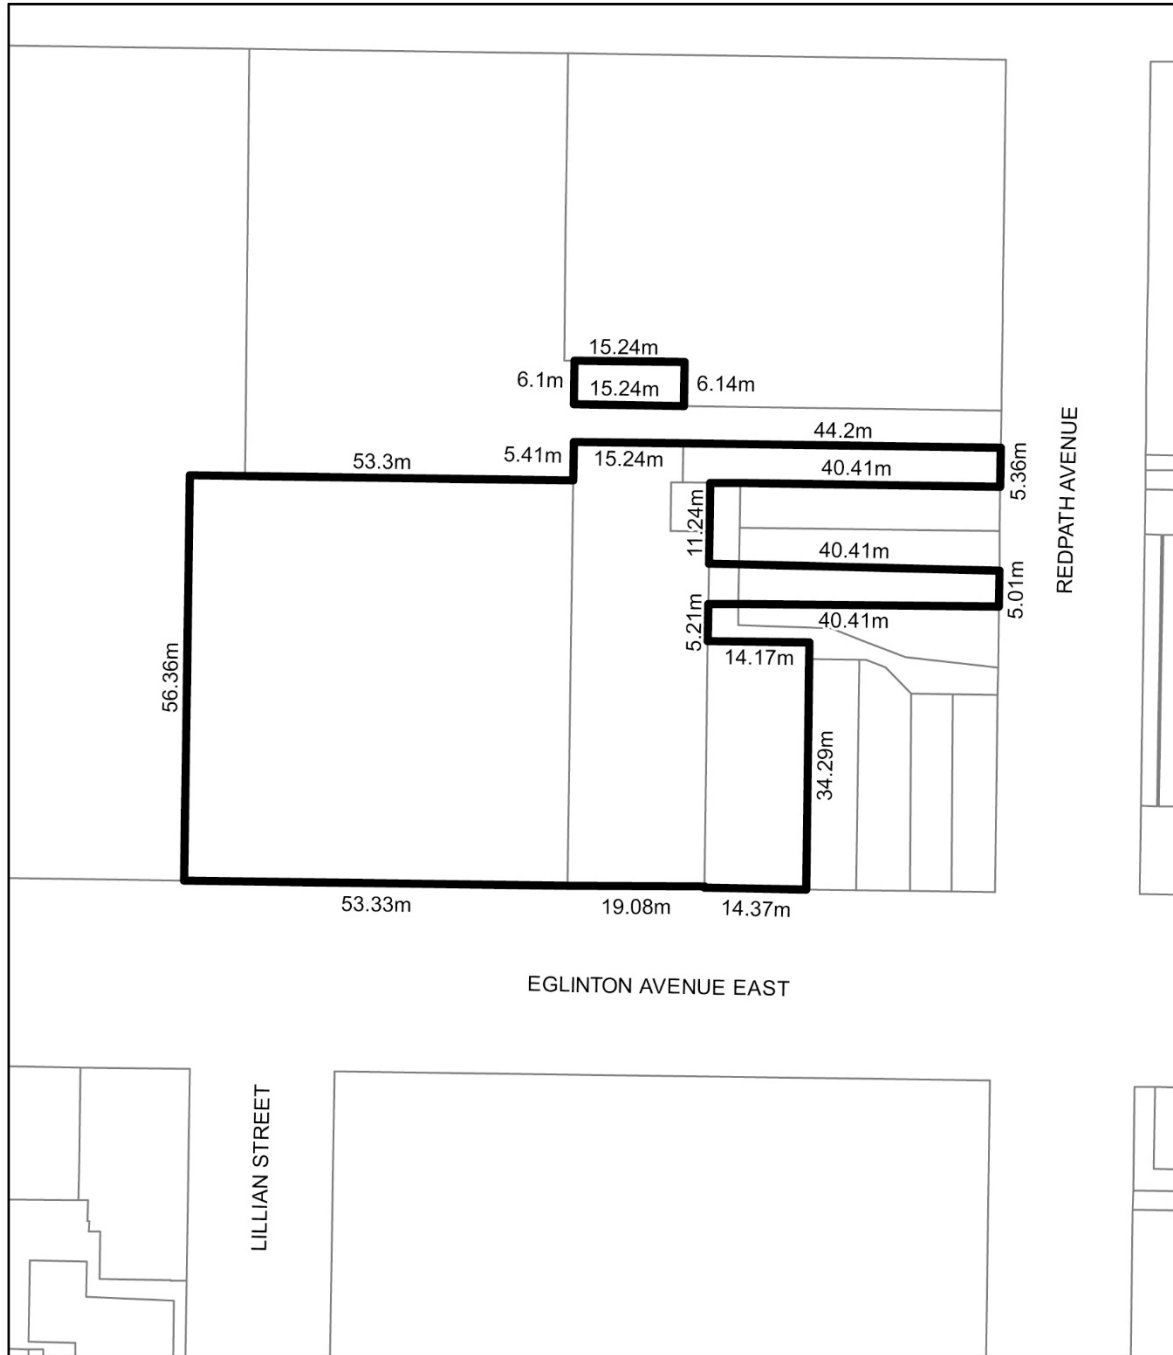 15.24m
6.1m
15.24m
6.14m
44.2m
53.3m
5.41m
15.24m
40.41m
5.36m
REDPATH AVENUE
11.24m
40.41m
5.01m
5.21m
40.41m
14.17m
56.36m
34.29m
53.33m
19.08m
14.37m
EGLINTON AVENUE EAST
LILLIAN STREET